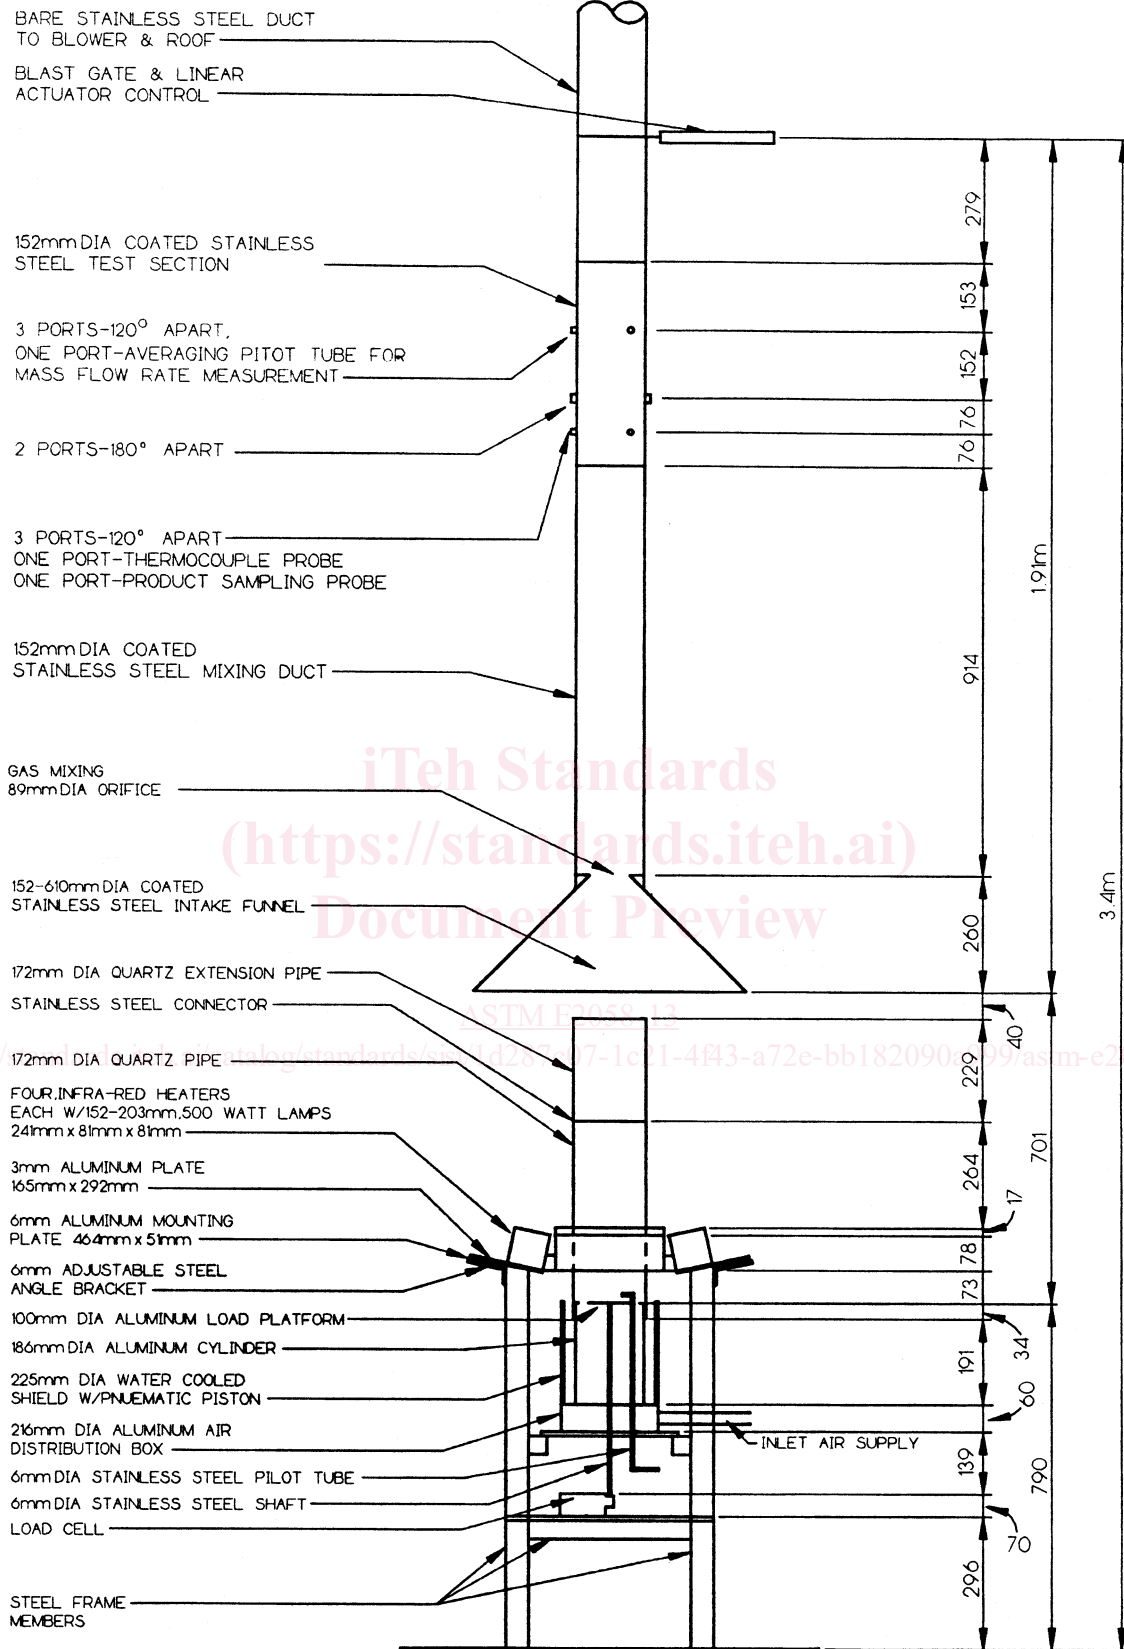 BARE STAINLESS STEEL DUCT
TO BLOWER & ROOF
BLAST GATE & LINEAR
ACTUATOR CONTROL
279
152mm DIA COATED STAINLESS
STEEL TEST SECTION
153
3 PORTS-120° APART,
ONE PORT-AVERAGING PITOT TUBE FOR
MASS FLOW RATE MEASUREMENT
152
76
2 PORTS-180° APART
76
3 PORTS-120° APART
ONE PORT-THERMOCOUPLE PROBE
ONE PORT-PRODUCT SAMPLING PROBE
1.91m
152mm DIA COATED
STAINLESS STEEL MIXING DUCT
914
iTeh Standards
GAS MIXING
89mm DIA ORIFICE
(https://standards.iteh.ai)
152-610mm DIA COATED
STAINLESS STEEL INTAKE FUNNEL
Document Preview
3.4m
260
172mm DIA QUARTZ EXTENSION PIPE
STAINLESS STEEL CONNECTOR
ASTM E2058-13
40
172mm DIA QUARTZ PIPE
229
FOUR,INFRA-RED HEATERS
EACH W/152-203mm,500 WATT LAMPS
241mm x 81mm x 81mm
701
264
3mm ALUMINUM PLATE
165mm x 292mm
17
6mm ALUMINUM MOUNTING
PLATE 464mm x 51mm
78
6mm ADJUSTABLE STEEL
ANGLE BRACKET
73
100mm DIA ALUMINUM LOAD PLATFORM
34
186mm DIA ALUMINUM CYLINDER
191
225mm DIA WATER COOLED
SHIELD W/PNUEMATIC PISTON
60
216mm DIA ALUMINUM AIR
DISTRIBUTION BOX
INLET AIR SUPPLY
139
6mm DIA STAINLESS STEEL PILOT TUBE
790
6mm DIA STAINLESS STEEL SHAFT
LOAD CELL
70
296
STEEL FRAME
MEMBERS